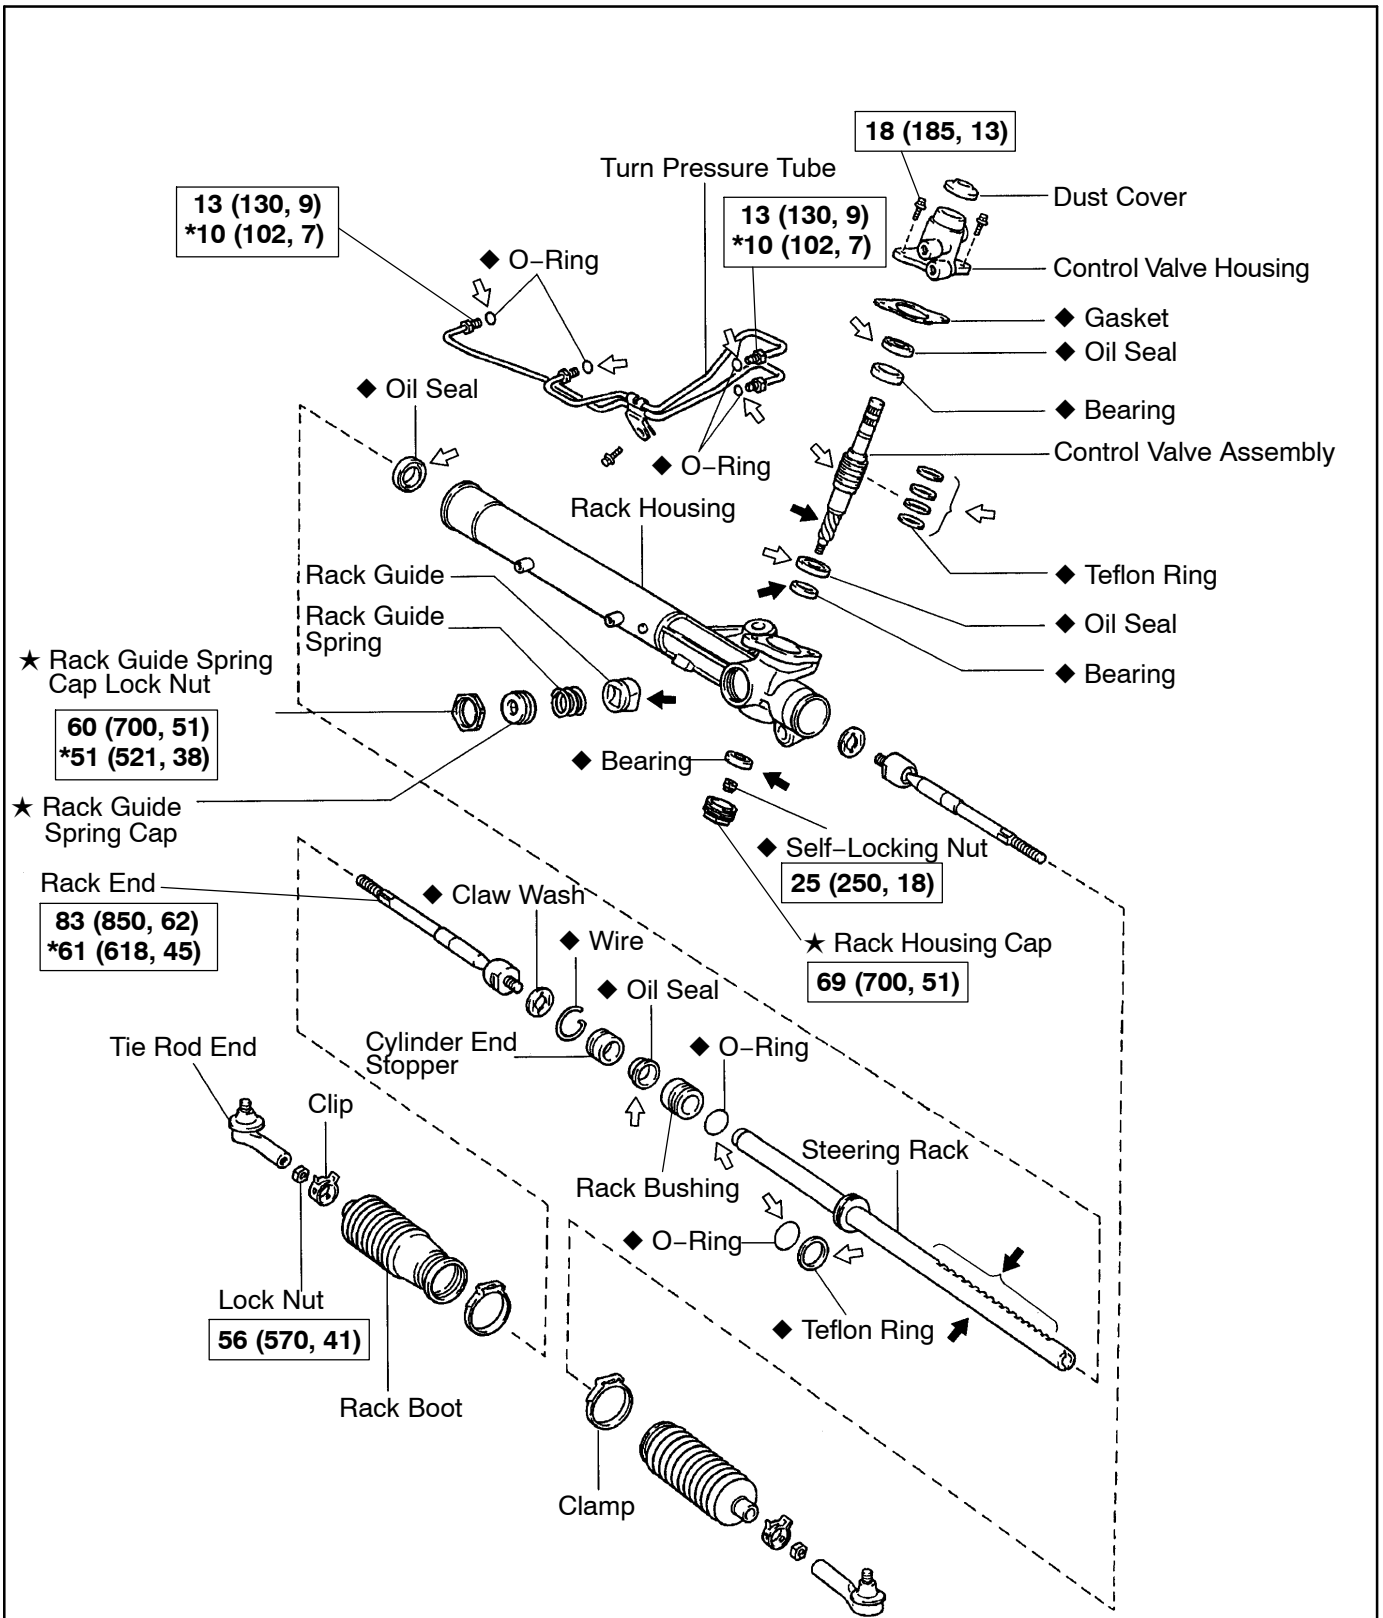 18 (185, 13)
Turn Pressure Tube
Dust Cover
13 (130, 9)
*10 (102, 7)
13 (130, 9)
*10 (102, 7)
◆ O−Ring
Control Valve Housing
◆ Gasket
◆ Oil Seal
◆ Oil Seal
◆ Bearing
Control Valve Assembly
◆ O−Ring
Rack Housing
Rack Guide
◆ Teflon Ring
Rack Guide
Spring
◆ Oil Seal
★ Rack Guide Spring
Cap Lock Nut
◆ Bearing
60 (700, 51)
*51 (521, 38)
◆ Bearing
★ Rack Guide
Spring Cap
◆ Self−Locking Nut
25 (250, 18)
Rack End
83 (850, 62)
*61 (618, 45)
◆ Claw Wash
◆ Wire
★ Rack Housing Cap
69 (700, 51)
◆ Oil Seal
Tie Rod End
Cylinder End
Stopper
◆ O−Ring
Clip
Steering Rack
Rack Bushing
◆ O−Ring
Lock Nut
56 (570, 41)
◆ Teflon Ring
Rack Boot
Clamp